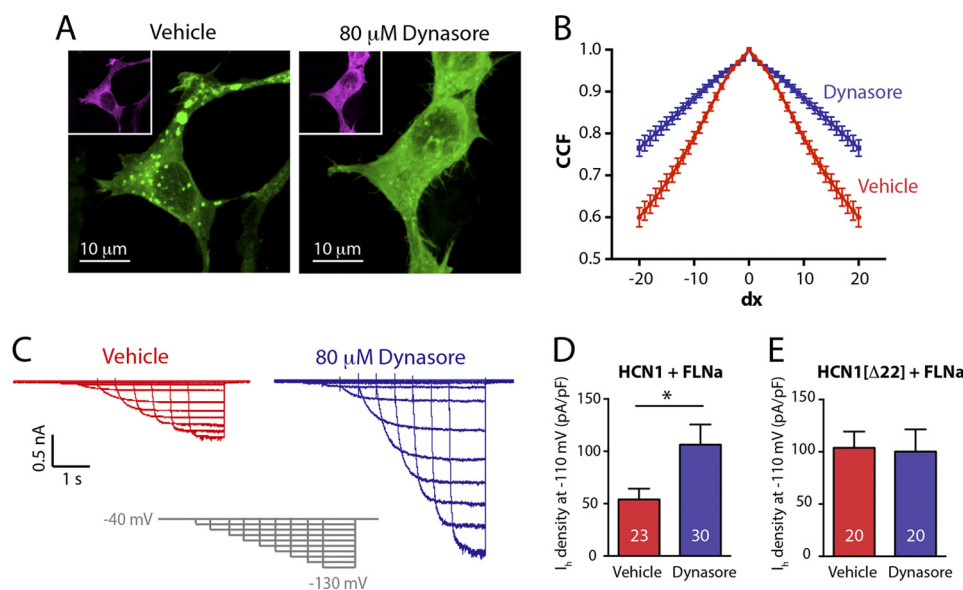 A
Vehicle
80 µM Dynasore
10 µm
10 µm
B
CCF
1.0
0.9
0.8
0.7
0.6
0.5
Dynasore
Vehicle
-20
-10
0
10
20
dx
C
Vehicle
80 µM Dynasore
0.5 nA
1 s
-40 mV
-130 mV
D
HCN1 + FLNa
Ih density at -110 mV (pA/pF)
150
100
50
0
*
23
30
Vehicle
Dynasore
E
HCN1[Δ22] + FLNa
Ih density at -110 mV (pA/pF)
150
100
50
0
20
20
Vehicle
Dynasore